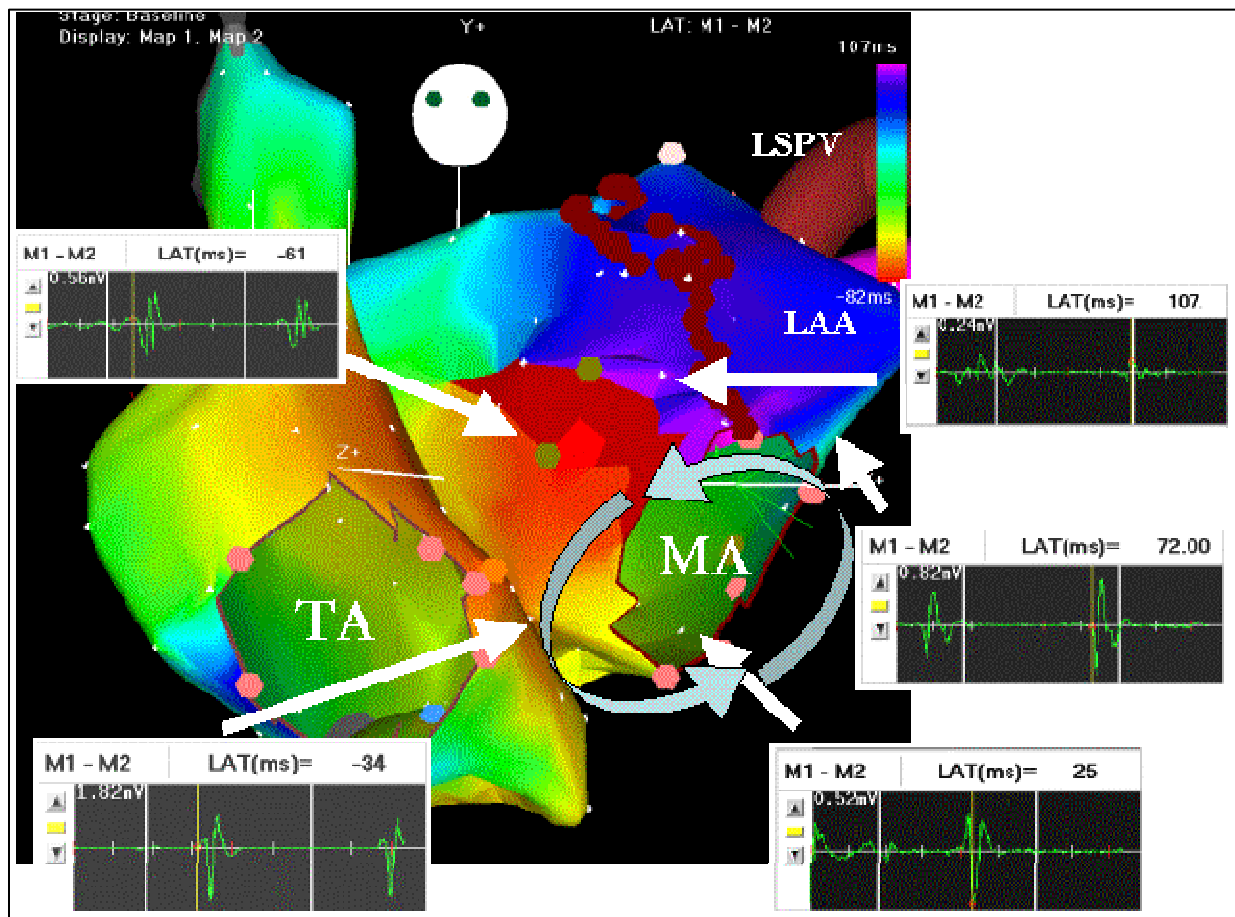 Stage: Baseline
Display: Map 1, Map 2
Y+
LAT: M1 - M2
107ms
LSPV
M1 - M2 LAT(ms)= -61
0.56mV
-82ms
LAA
M1 - M2 LAT(ms)= 107.
0.24mV
Z+
MA
M1 - M2 LAT(ms)= 72.00
0.82mV
TA
M1 - M2 LAT(ms)= -34
1.82mV
M1 - M2 LAT(ms)= 25
0.52mV